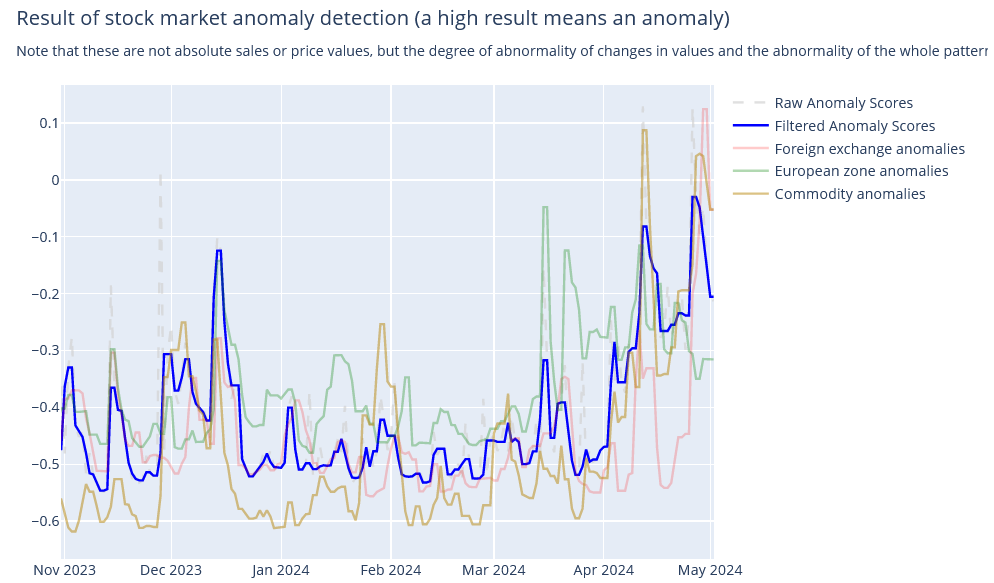 Result of stock market anomaly detection (a high result means an anomaly)
Note that these are not absolute sales or price values, but the degree of abnormality of changes in values and the abnormality of the whole
Raw Anomaly Scores
Filtered Anomaly Scores
Foreign exchange anomalies
European zone anomalies
Commodity anomalies
0.1
0
−0.1
−0.2
−0.3
−0.4
−0.5
−0.6
Nov 2023
Dec 2023
Jan 2024
Feb 2024
Mar 2024
Apr 2024
May 2024